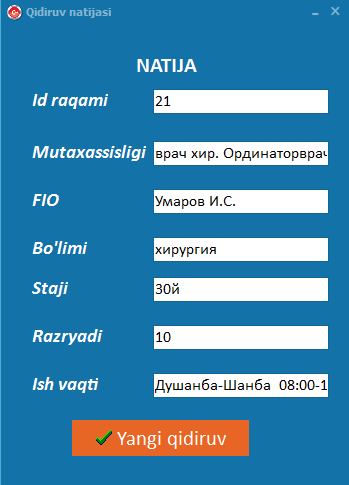 Qidiruv natijasi
NATIJA
Id raqami 21
Mutaxassisligi врач хир. Ординаторврач
FIO Умаров И.С.
Bo'limi хирургия
Staji 30й
Razryadi 10
Ish vaqti Душанба-Шанба 08:00-1
Yangi qidiruv